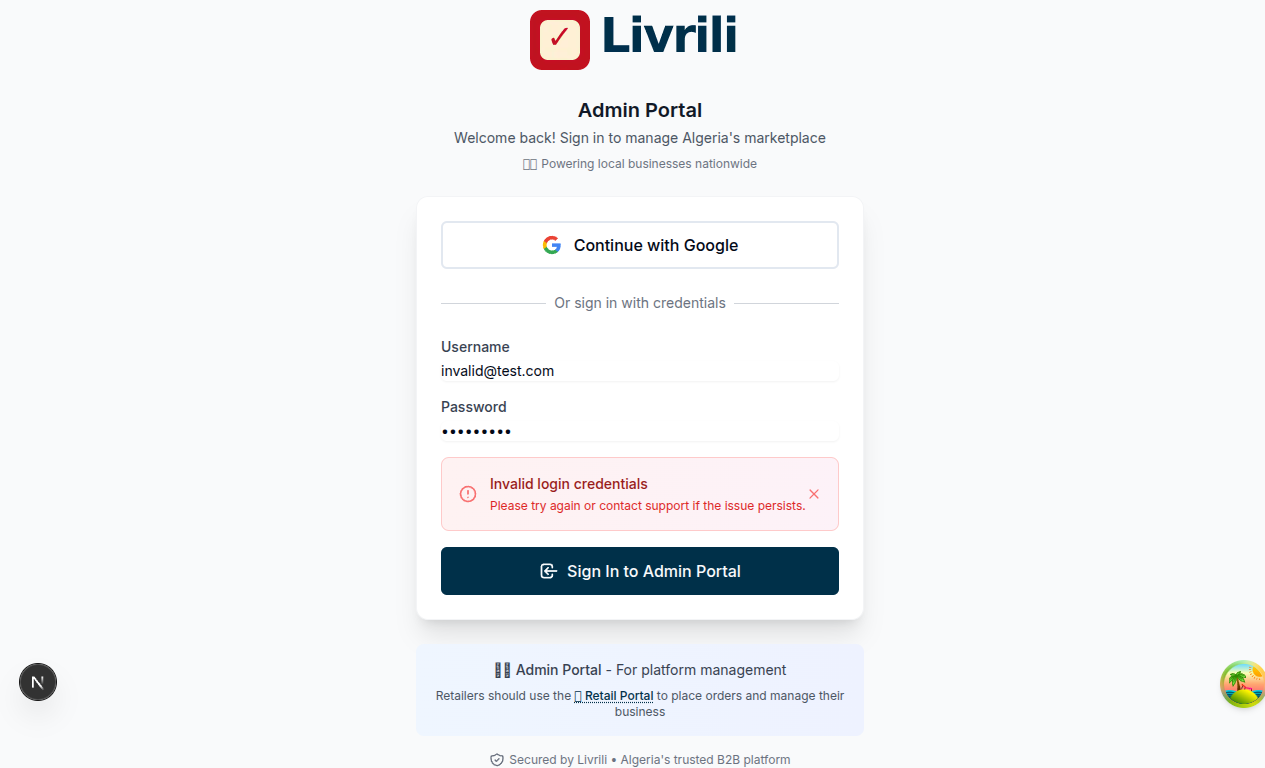 ✓ Livrili
Admin Portal
Welcome back! Sign in to manage Algeria's marketplace
Powering local businesses nationwide
Continue with Google
Or sign in with credentials
Username
invalid@test.com
Password
•••••••••
Invalid login credentials
Please try again or contact support if the issue persists.
Sign In to Admin Portal
Admin Portal - For platform management
Retailers should use the Retail Portal to place orders and manage their
business
N
Secured by Livrili • Algeria's trusted B2B platform